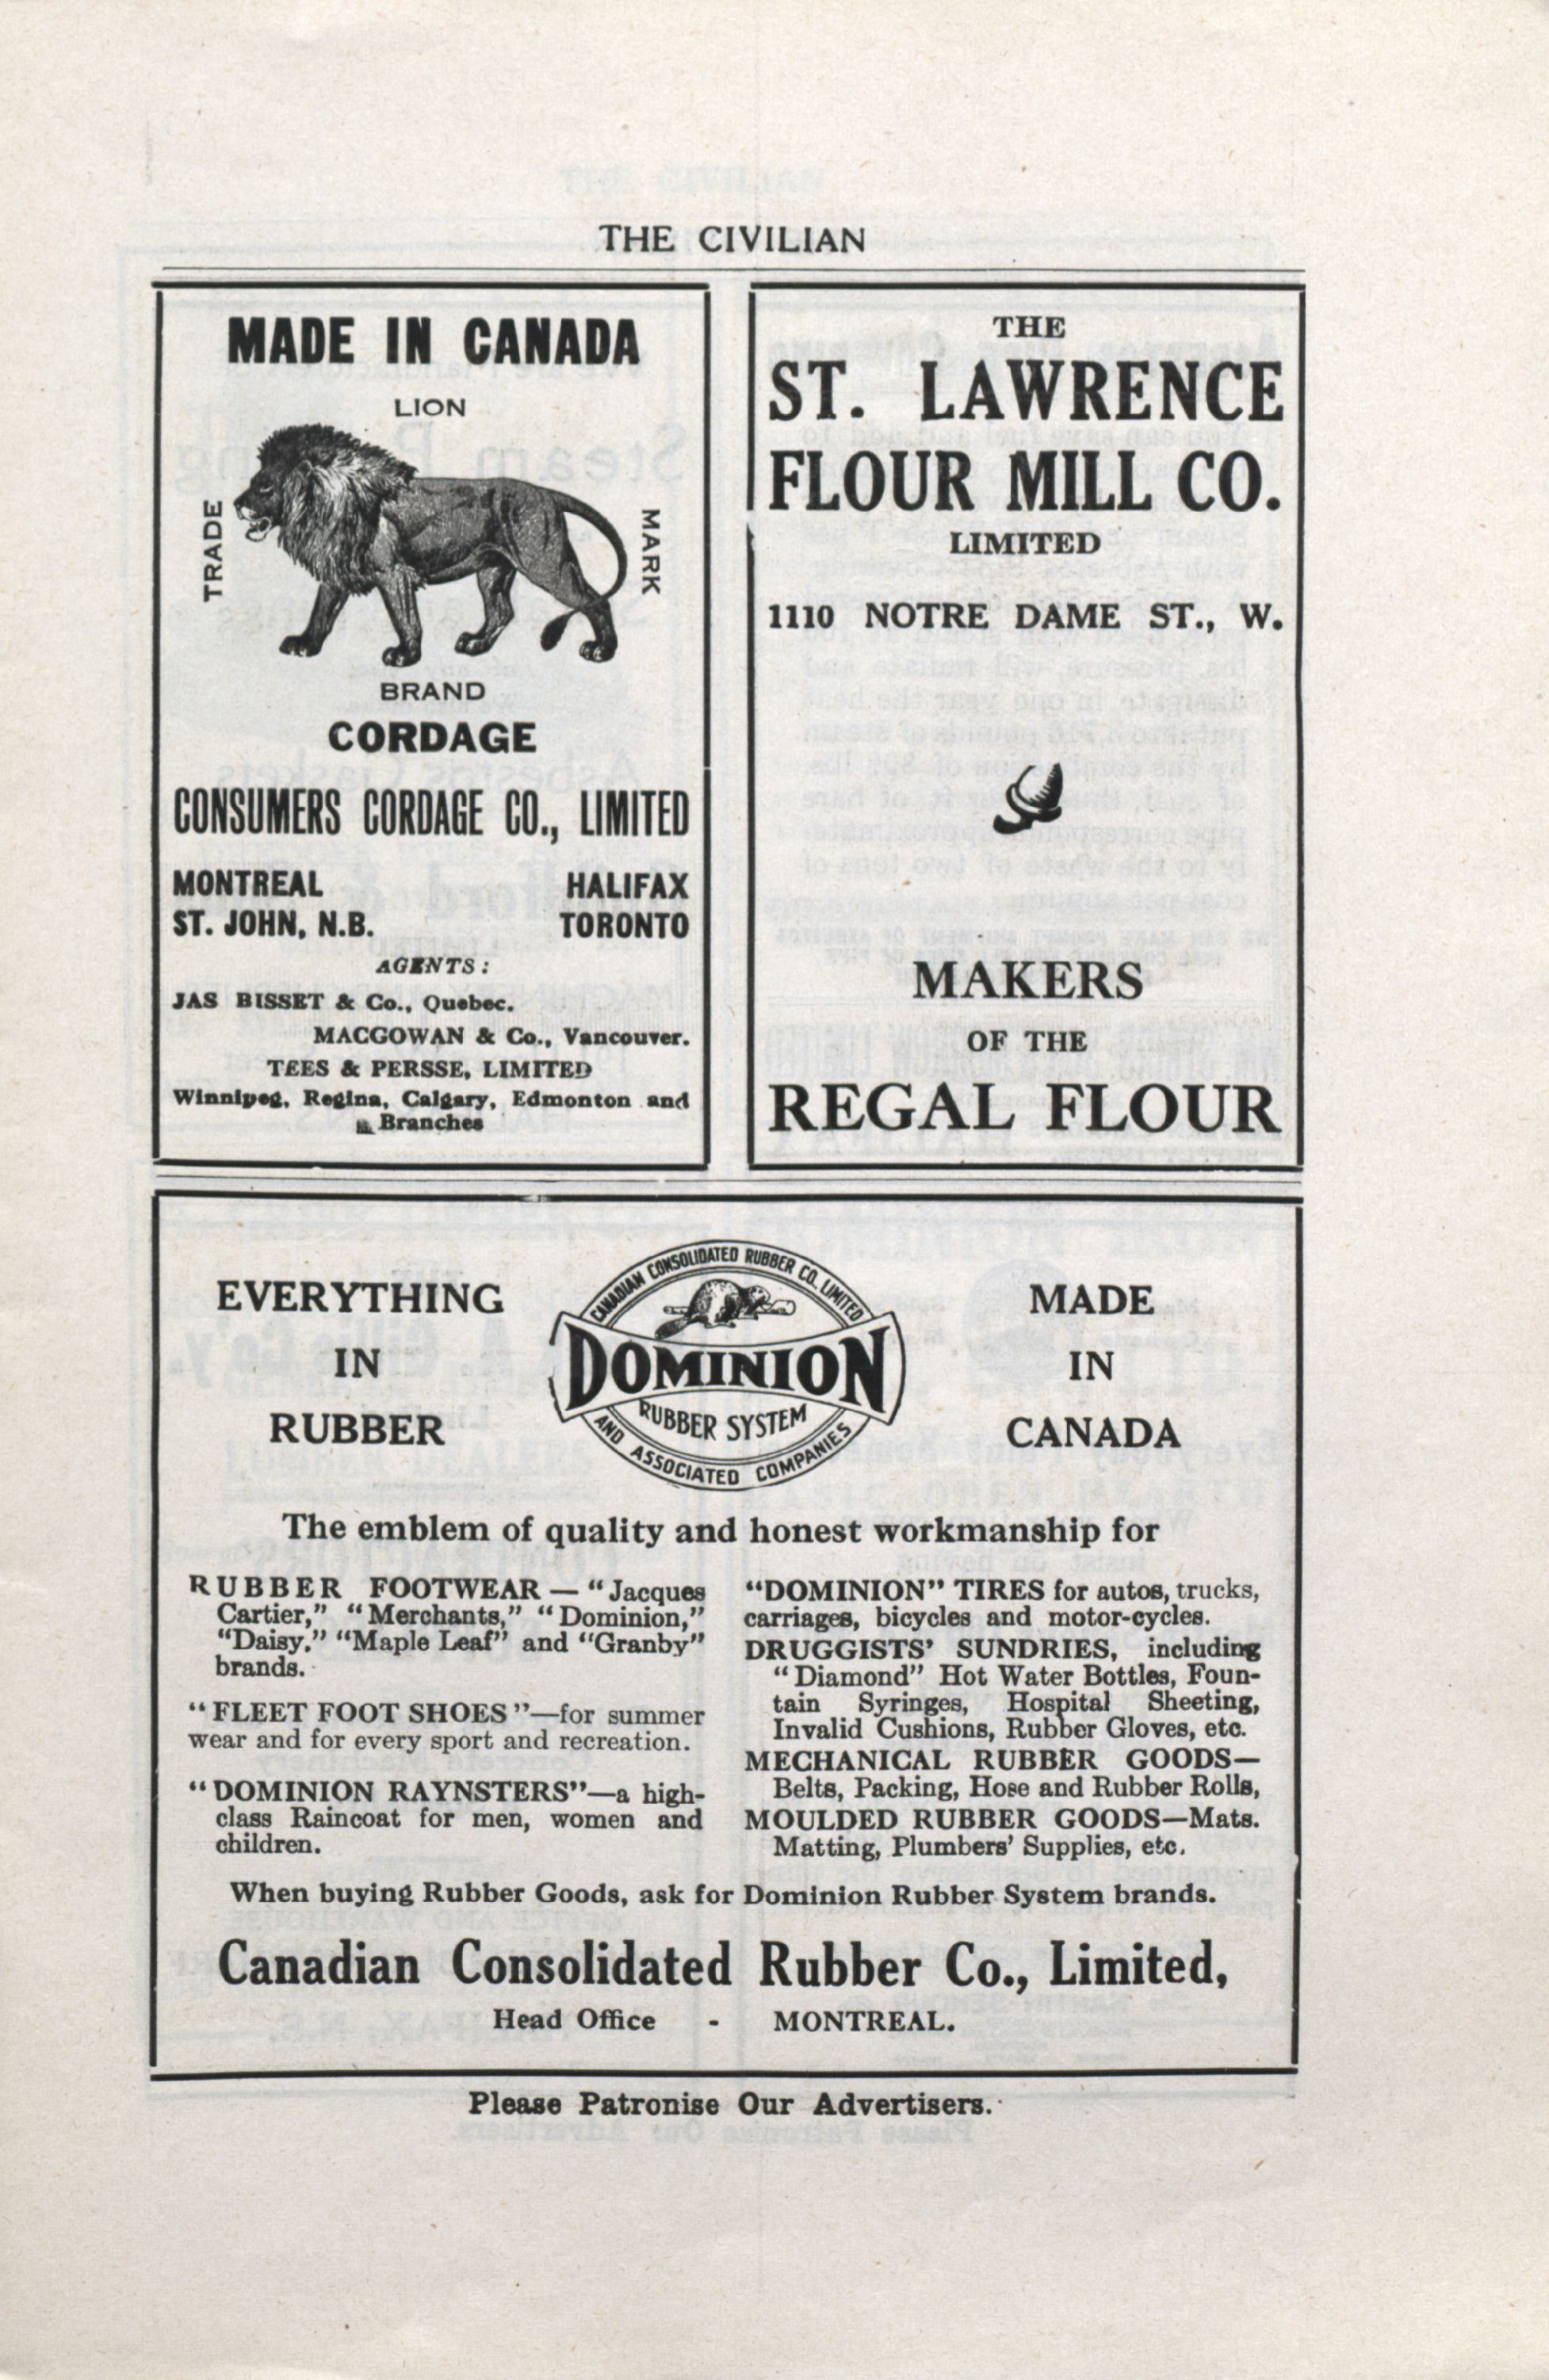 THE CIVILIAN
MADE IN CANADA
LION
TRADE
MARK
BRAND
CORDAGE
CONSUMERS CORDAGE CO., LIMITED
MONTREAL HALIFAX
ST. JOHN, N.B. TORONTO
AGENTS:
JAS BISSET & Co., Quebec.
MACGOWAN & Co., Vancouver.
TEES & PERSSE, LIMITED
Winnipeg, Regina, Calgary, Edmonton and
Branches
THE
ST. LAWRENCE
FLOUR MILL CO.
LIMITED
1110 NOTRE DAME ST., W.
MAKERS
OF THE
REGAL FLOUR
EVERYTHING
IN
RUBBER
CANADIAN CONSOLIDATED RUBBER CO. LIMITED
DOMINION
RUBBER SYSTEM
AND ASSOCIATED COMPANIES
MADE
IN
CANADA
The emblem of quality and honest workmanship for
RUBBER FOOTWEAR — "Jacques
Cartier," "Merchants," "Dominion,"
"Daisy," "Maple Leaf" and "Granby"
brands.
"FLEET FOOT SHOES"—for summer
wear and for every sport and recreation.
"DOMINION RAYNSTERS"—a high-
class Raincoat for men, women and
children.
"DOMINION" TIRES for autos, trucks,
carriages, bicycles and motor-cycles.
DRUGGISTS' SUNDRIES, including
"Diamond" Hot Water Bottles, Foun-
tain Syringes, Hospital Sheeting,
Invalid Cushions, Rubber Gloves, etc.
MECHANICAL RUBBER GOODS—
Belts, Packing, Hose and Rubber Rolls,
MOULDED RUBBER GOODS—Mats.
Matting, Plumbers' Supplies, etc.
When buying Rubber Goods, ask for Dominion Rubber System brands.
Canadian Consolidated Rubber Co., Limited,
Head Office - MONTREAL.
Please Patronise Our Advertisers.